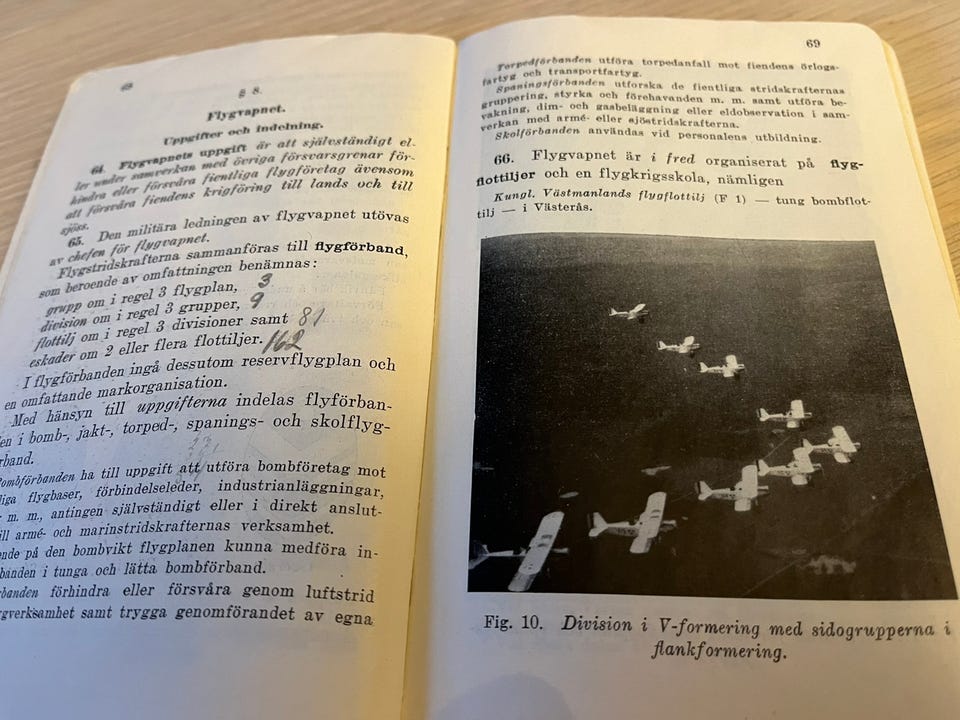 68
§ 8.
Flygvapnet.
Uppgifter och indelning.
64. Flygvapnets uppgift är att självständigt el-
ler under samverkan med övriga försvarsgrenar för-
hindra eller försvåra fientliga flygföretag ävensom
att försvåra fiendens krigföring till lands och till
sjöss.
65. Den militära ledningen av flygvapnet utövas
av chefen för flygvapnet.
Flygstridskrafterna sammanföras till flygförband,
som beroende av omfattningen benämnas:
grupp om i regel 3 flygplan, 3
division om i regel 3 grupper, 9
flottilj om i regel 3 divisioner samt 81
eskader om 2 eller flera flottiljer. 162
I flygförbanden ingå dessutom reservflygplan och
en omfattande markorganisation.
Med hänsyn till uppgifterna indelas flyförban-
en i bomb-, jakt-, torped-, spanings- och skolflyg-
rband.
ombförbanden ha till uppgift att utföra bombföretag mot
liga flygbaser, förbindelseleder, industrianläggningar,
m. m., antingen självständigt eller i direkt anslut-
ill armé- och marinstridskrafternas verksamhet.
ende på den bombvikt flygplanen kunna medföra in-
banden i tunga och lätta bombförband.
banden förhindra eller försvåra genom luftstrid
gverksamhet samt trygga genomförandet av egna
69
Torpedförbanden utföra torpedanfall mot fiendens örlogs-
fartyg och transportfartyg.
Spaningsförbanden utforska de fientliga stridskrafternas
gruppering, styrka och förehavanden m. m. samt utföra be-
vakning, dim- och gasbeläggning eller eldobservation i sam-
verkan med armé- eller sjöstridskrafterna.
Skolförbanden användas vid personalens utbildning.
66. Flygvapnet är i fred organiserat på flyg-
flottiljer och en flygkrigsskola, nämligen
Kungl. Västmanlands flygflottilj (F 1) — tung bombflot-
tilj — i Västerås.
Fig. 10. Division i V-formering med sidogrupperna i
flankformering.